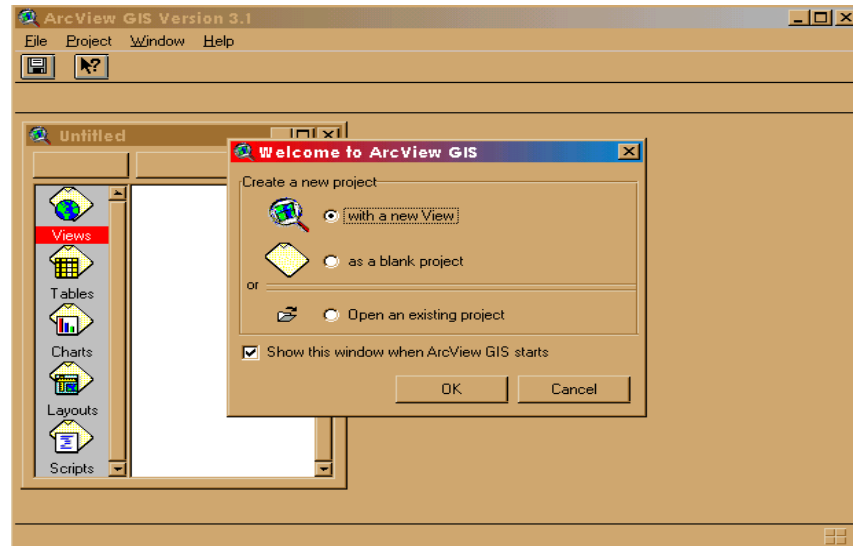 ArcView GIS Version 3.1
File Project Window Help
Untitled
Views
Tables
Charts
Layouts
Scripts
Welcome to ArcView GIS
Create a new project
with a new View
as a blank project
or
Open an existing project
Show this window when ArcView GIS starts
OK Cancel